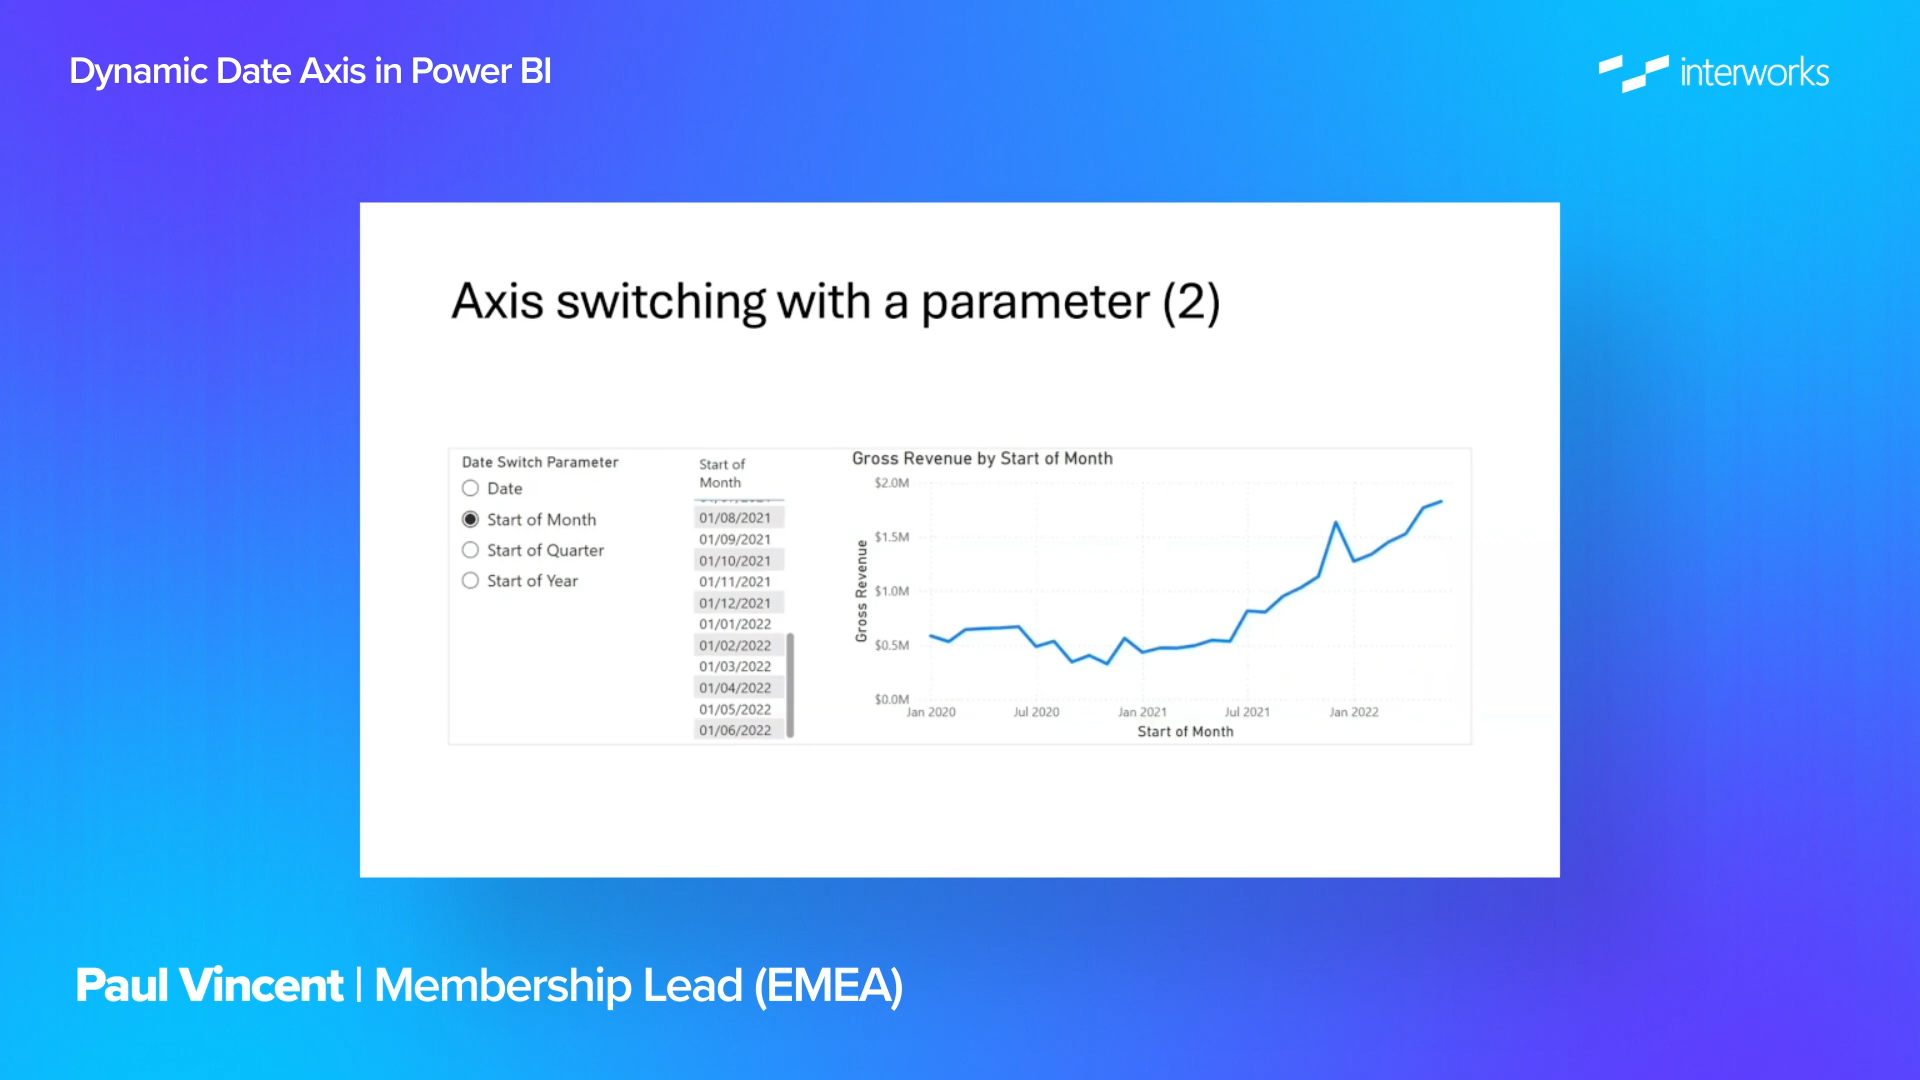 Dynamic Date Axis in Power BI
interworks
Axis switching with a parameter (2)
Date Switch Parameter
Date
Start of Month
Start of Quarter
Start of Year
Start of
Month
01/08/2021
01/09/2021
01/10/2021
01/11/2021
01/12/2021
01/01/2022
01/02/2022
01/03/2022
01/04/2022
01/05/2022
01/06/2022
Gross Revenue by Start of Month
Gross Revenue
$2.0M
$1.5M
$1.0M
$0.5M
$0.0M
Jan 2020 Jul 2020 Jan 2021 Jul 2021 Jan 2022
Start of Month
Paul Vincent | Membership Lead (EMEA)